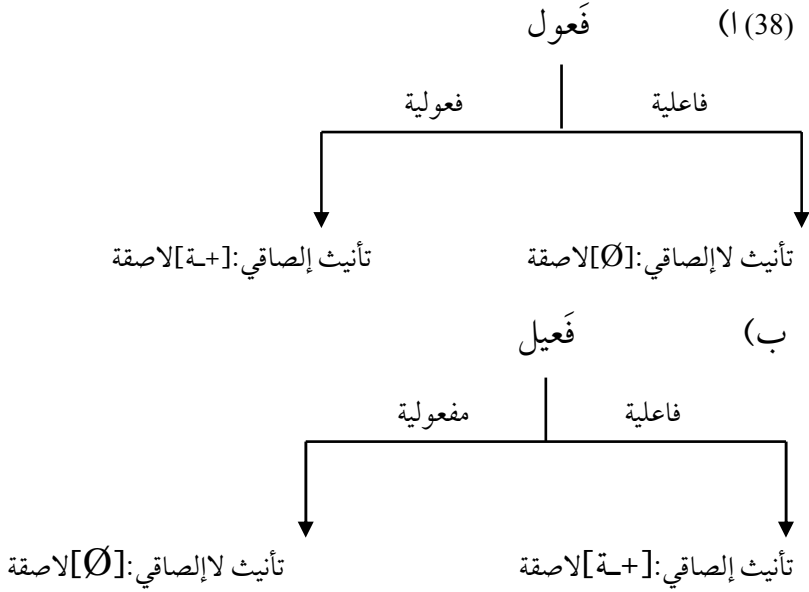 (38) ا) فَعول
فاعلية فعولية
تأنيث لاإلصاقي:[Ø]لاصقة تأنيث إلصاقي:[+ـة]لاصقة
ب) فَعيل
فاعلية مفعولية
تأنيث إلصاقي:[+ـة]لاصقة تأنيث لاإلصاقي:[Ø]لاصقة